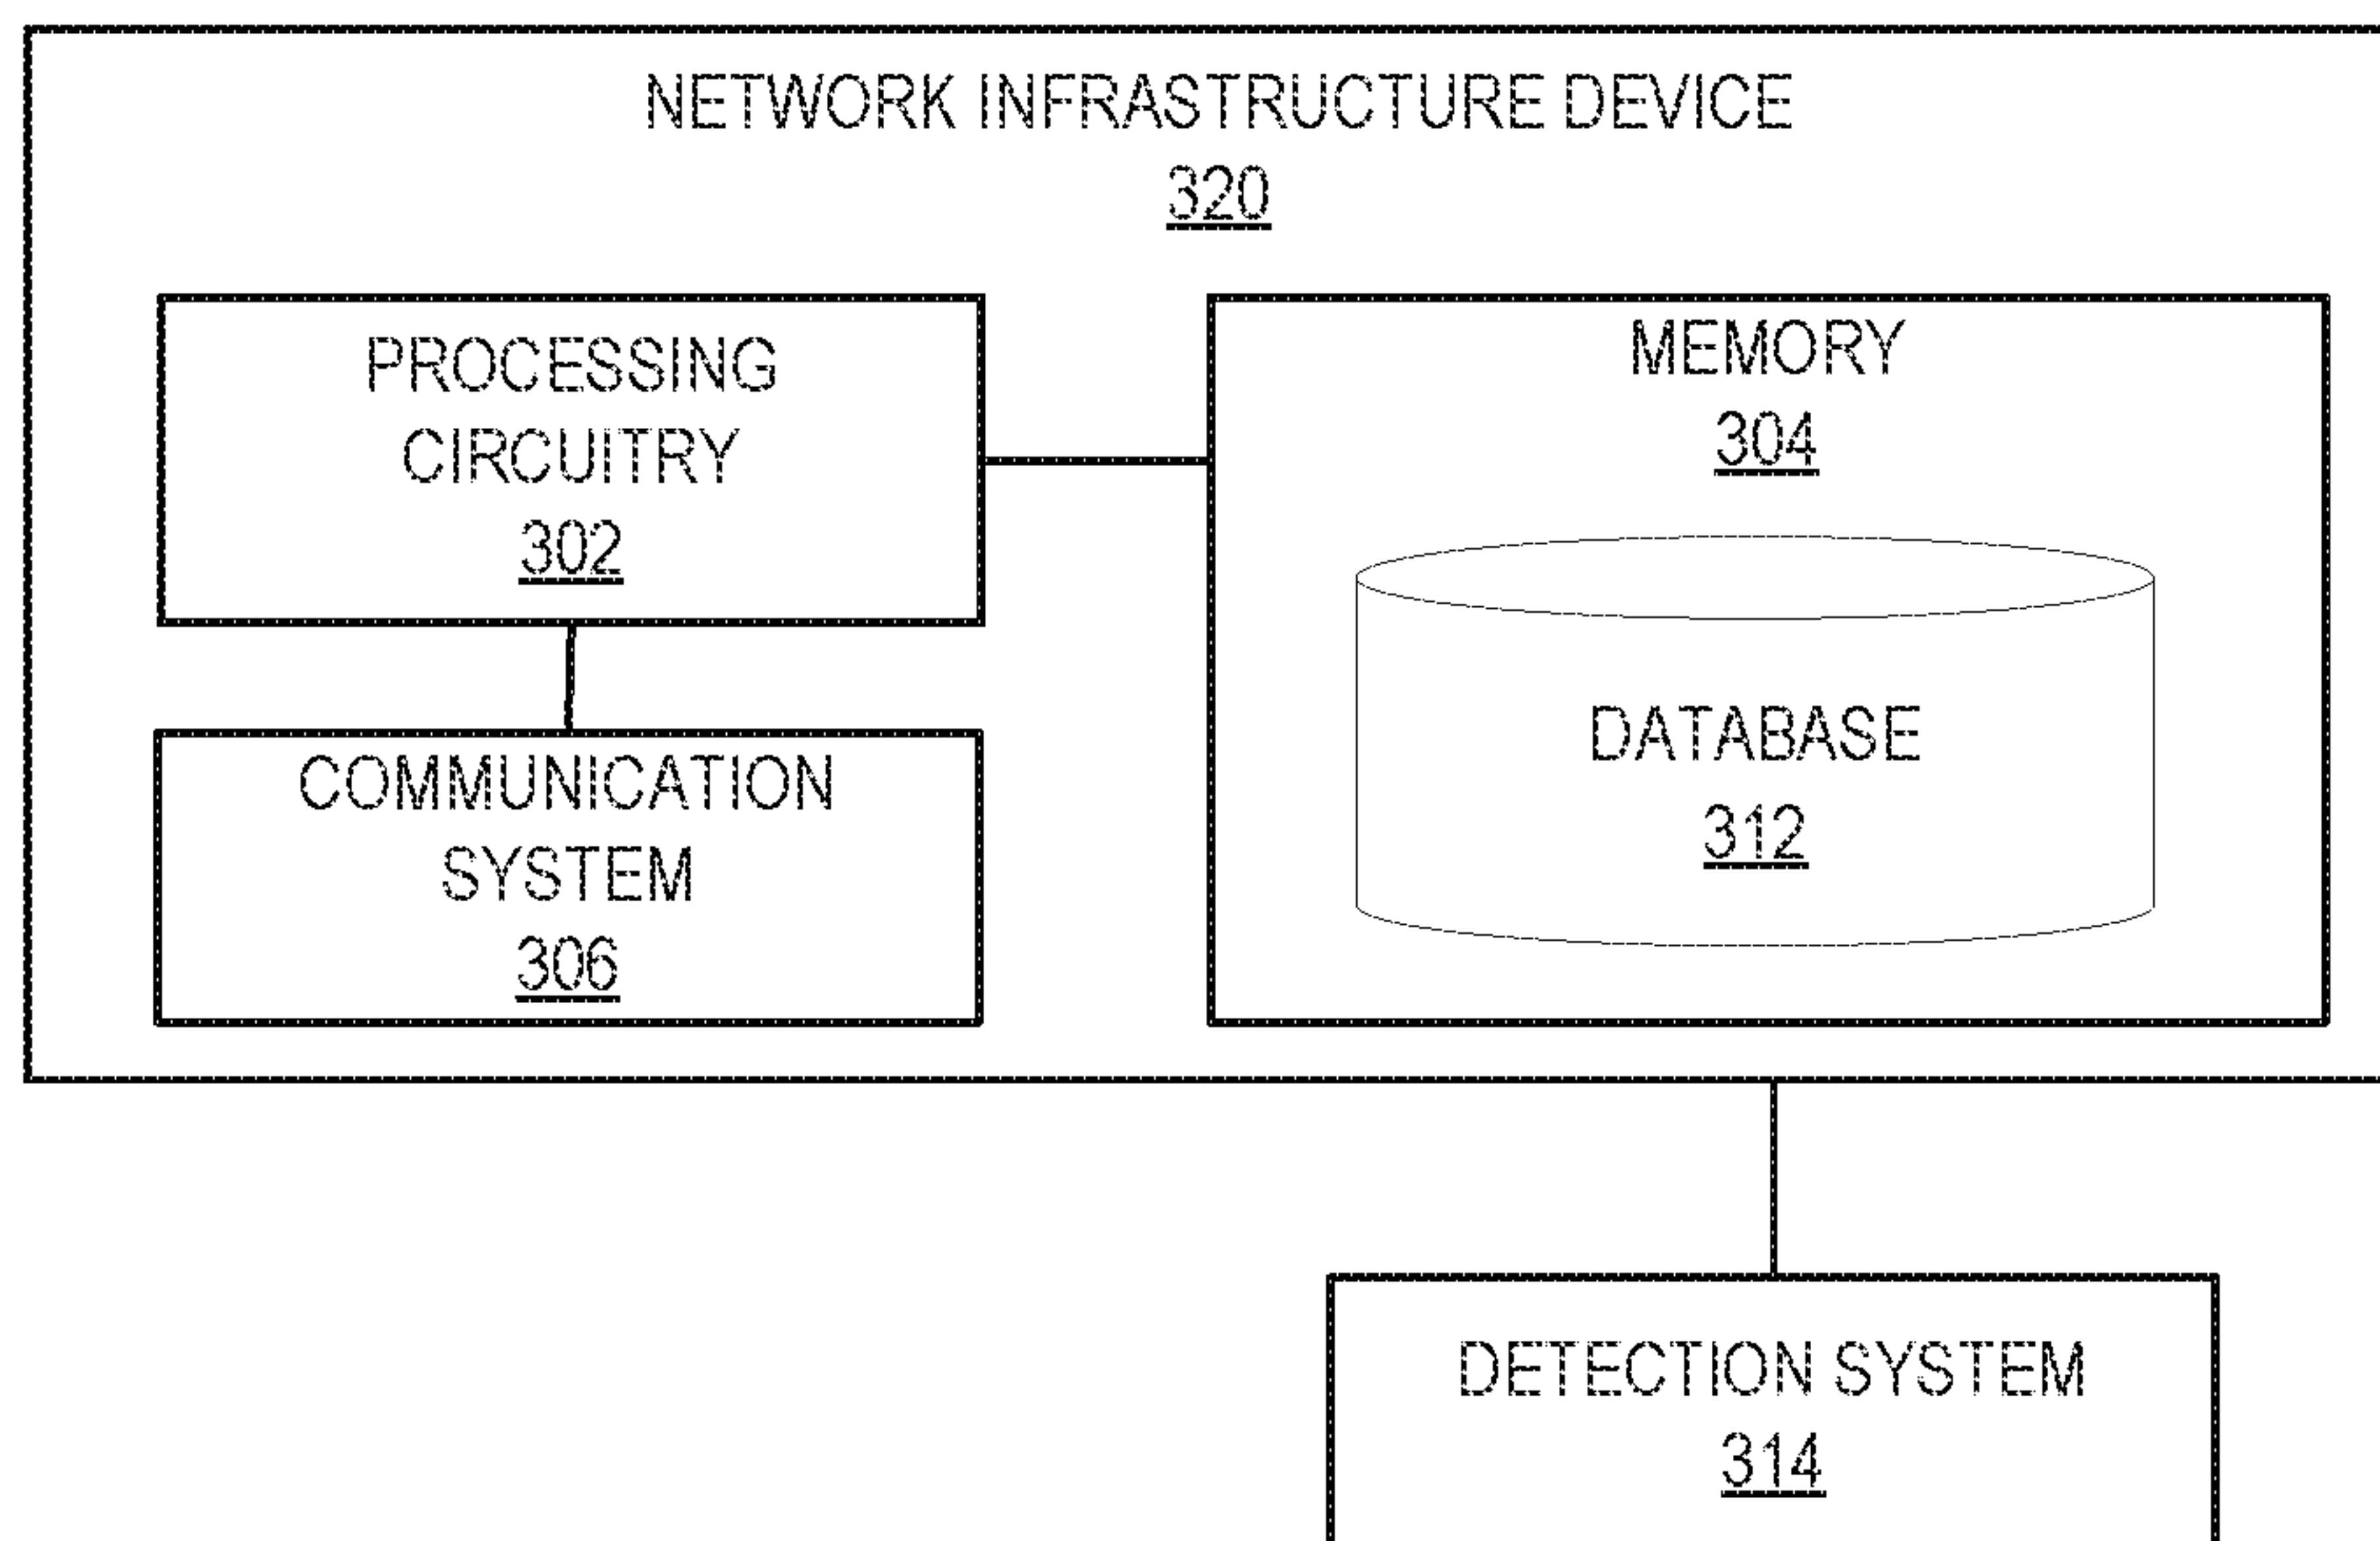 NETWORK INFRASTRUCTURE DEVICE
320
PROCESSING
CIRCUITRY
302
MEMORY
304
COMMUNICATION
SYSTEM
306
DATABASE
312
DETECTION SYSTEM
314